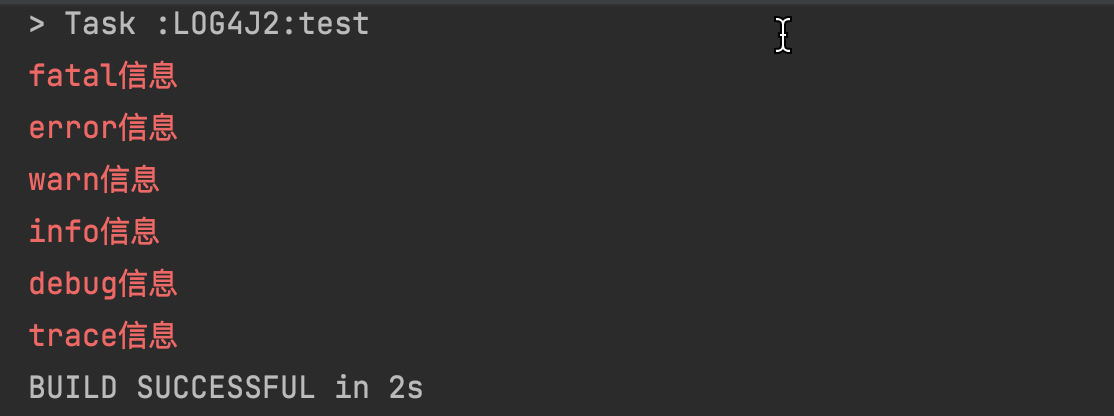 > Task :LOG4J2:test
fatal信息
error信息
warn信息
info信息
debug信息
trace信息
BUILD SUCCESSFUL in 2s